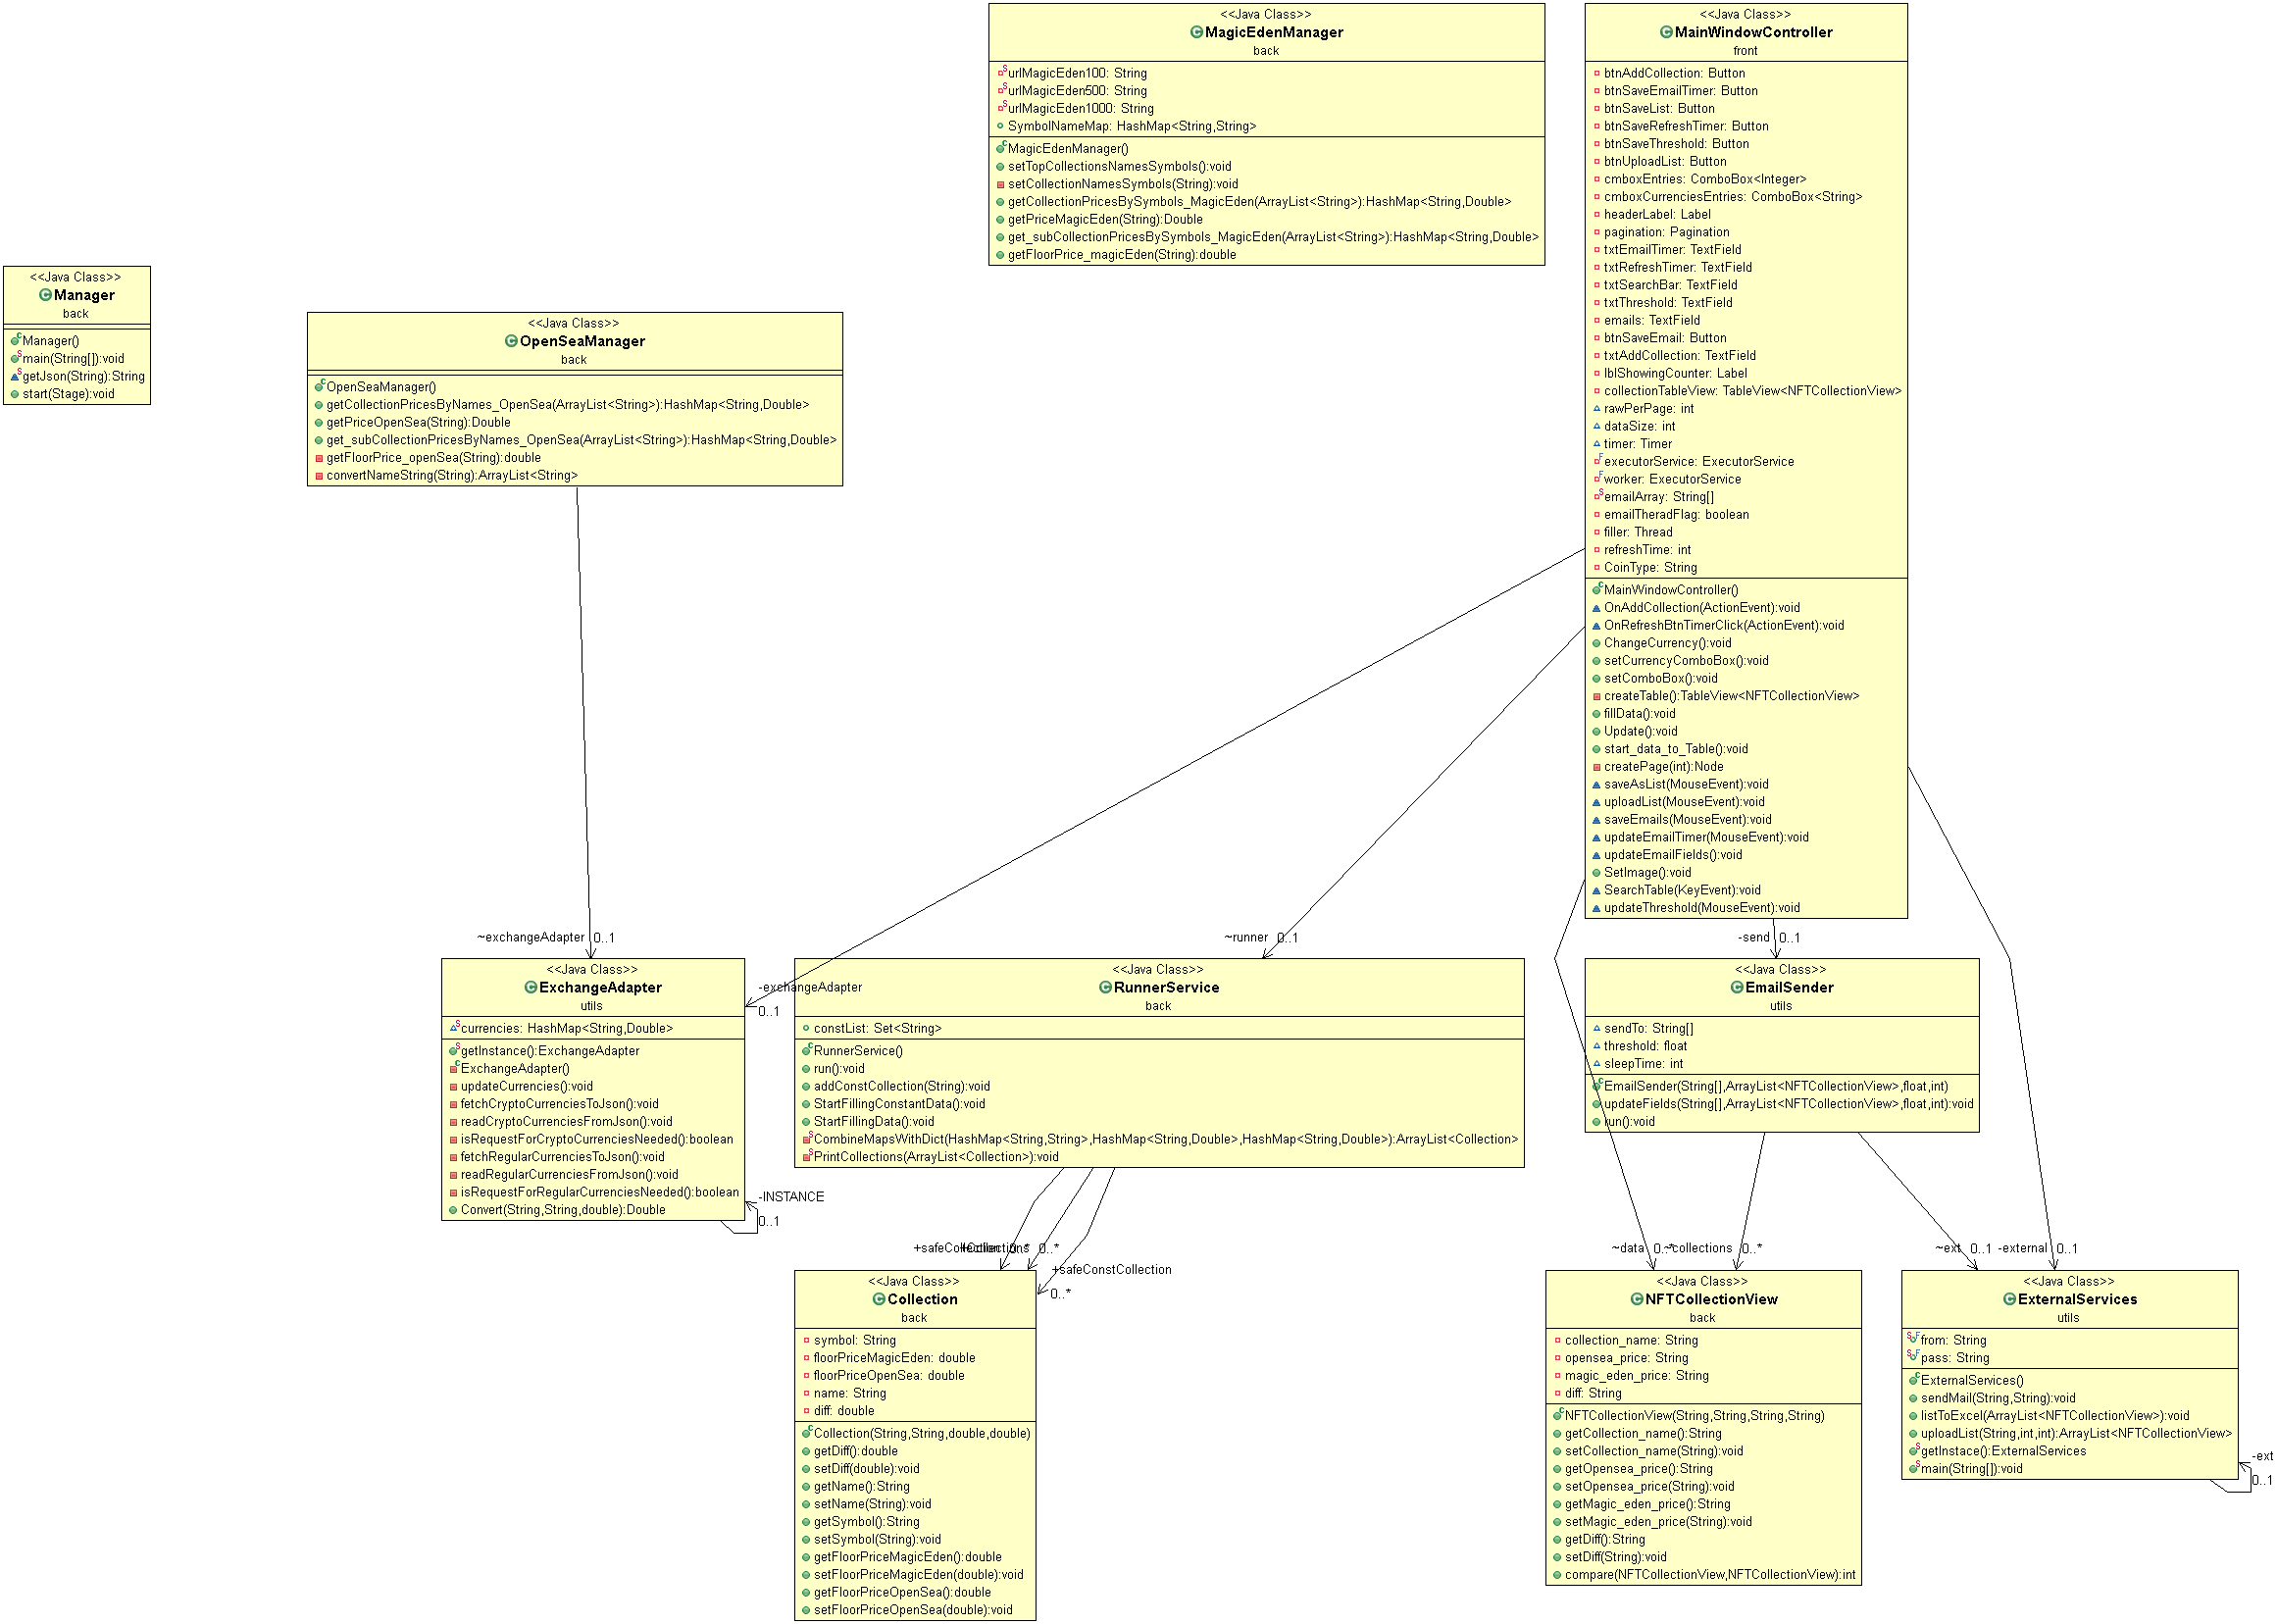 <<Java Class>>
MagicEdenManager
back
urlMagicEden100: String
urlMagicEden500: String
urlMagicEden1000: String
SymbolNameMap: HashMap<String,String>
MagicEdenManager()
setTopCollectionsNamesSymbols():void
setCollectionNamesSymbols(String):void
getCollectionPricesBySymbols_MagicEden(ArrayList<String>):HashMap<String,Double>
getPriceMagicEden(String):Double
get_subCollectionPricesBySymbols_MagicEden(ArrayList<String>):HashMap<String,Double>
getFloorPrice_magicEden(String):double
<<Java Class>>
MainWindowController
front
btnAddCollection: Button
btnSaveEmailTimer: Button
btnSaveList: Button
btnSaveRefreshTimer: Button
btnSaveThreshold: Button
btnUploadList: Button
cmboxEntries: ComboBox<Integer>
cmboxCurrenciesEntries: ComboBox<String>
headerLabel: Label
pagination: Pagination
txtEmailTimer: TextField
txtRefreshTimer: TextField
txtSearchBar: TextField
txtThreshold: TextField
emails: TextField
btnSaveEmail: Button
txtAddCollection: TextField
lblShowingCounter: Label
collectionTableView: TableView<NFTCollectionView>
rawPerPage: int
dataSize: int
timer: Timer
executorService: ExecutorService
worker: ExecutorService
emailArray: String[]
emailTheradFlag: boolean
filler: Thread
refreshTime: int
CoinType: String
MainWindowController()
OnAddCollection(ActionEvent):void
OnRefreshBtnTimerClick(ActionEvent):void
ChangeCurrency():void
setCurrencyComboBox():void
setComboBox():void
createTable():TableView<NFTCollectionView>
fillData():void
Update():void
start_data_to_Table():void
createPage(int):Node
saveAsList(MouseEvent):void
uploadList(MouseEvent):void
saveEmails(MouseEvent):void
updateEmailTimer(MouseEvent):void
updateEmailFields():void
SetImage():void
SearchTable(KeyEvent):void
updateThreshold(MouseEvent):void
<<Java Class>>
Manager
back
Manager()
main(String[]):void
getJson(String):String
start(Stage):void
<<Java Class>>
OpenSeaManager
back
OpenSeaManager()
getCollectionPricesByNames_OpenSea(ArrayList<String>):HashMap<String,Double>
getPriceOpenSea(String):Double
get_subCollectionPricesByNames_OpenSea(ArrayList<String>):HashMap<String,Double>
getFloorPrice_openSea(String):double
convertNameString(String):ArrayList<String>
~exchangeAdapter 0..1
~runner 0..1
-send 0..1
<<Java Class>>
ExchangeAdapter
utils
currencies: HashMap<String,Double>
getInstance():ExchangeAdapter
ExchangeAdapter()
updateCurrencies():void
fetchCryptoCurrenciesToJson():void
readCryptoCurrenciesFromJson():void
isRequestForCryptoCurrenciesNeeded():boolean
fetchRegularCurrenciesToJson():void
readRegularCurrenciesFromJson():void
isRequestForRegularCurrenciesNeeded():boolean
Convert(String,String,double):Double
-exchangeAdapter
0..1
-INSTANCE
0..1
<<Java Class>>
RunnerService
back
constList: Set<String>
RunnerService()
run():void
addConstCollection(String):void
StartFillingConstantData():void
StartFillingData():void
CombineMapsWithDict(HashMap<String,String>,HashMap<String,Double>,HashMap<String,Double>):ArrayList<Collection>
PrintCollections(ArrayList<Collection>):void
<<Java Class>>
EmailSender
utils
sendTo: String[]
threshold: float
sleepTime: int
EmailSender(String[],ArrayList<NFTCollectionView>,float,int)
updateFields(String[],ArrayList<NFTCollectionView>,float,int):void
run():void
0..* 0..*
+safeConstCollection
0..*
~data 0..*
~collections 0..*
~ext 0..1
-external 0..1
<<Java Class>>
Collection
back
symbol: String
floorPriceMagicEden: double
floorPriceOpenSea: double
name: String
diff: double
Collection(String,String,double,double)
getDiff():double
setDiff(double):void
getName():String
setName(String):void
getSymbol():String
setSymbol(String):void
getFloorPriceMagicEden():double
setFloorPriceMagicEden(double):void
getFloorPriceOpenSea():double
setFloorPriceOpenSea(double):void
<<Java Class>>
NFTCollectionView
back
collection_name: String
opensea_price: String
magic_eden_price: String
diff: String
NFTCollectionView(String,String,String,String)
getCollection_name():String
setCollection_name(String):void
getOpensea_price():String
setOpensea_price(String):void
getMagic_eden_price():String
setMagic_eden_price(String):void
getDiff():String
setDiff(String):void
compare(NFTCollectionView,NFTCollectionView):int
<<Java Class>>
ExternalServices
utils
from: String
pass: String
ExternalServices()
sendMail(String,String):void
listToExcel(ArrayList<NFTCollectionView>):void
uploadList(String,int,int):ArrayList<NFTCollectionView>
getInstace():ExternalServices
main(String[]):void
-ext
0..1